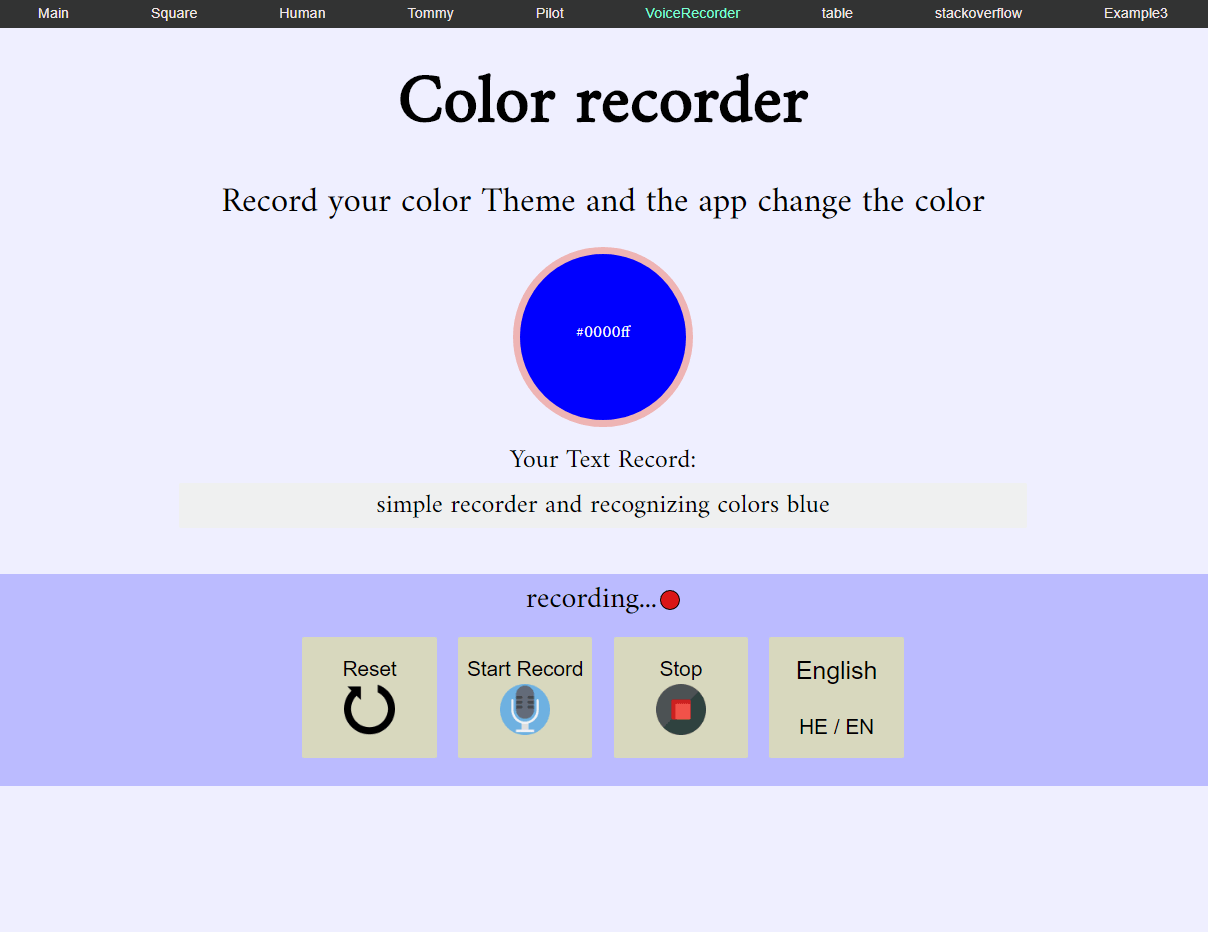 Main Square Human Tommy Pilot VoiceRecorder table stackoverflow Example3
Color recorder
Record your color Theme and the app change the color
#0000ff
Your Text Record:
simple recorder and recognizing colors blue
recording...
Reset Start Record Stop English
HE / EN